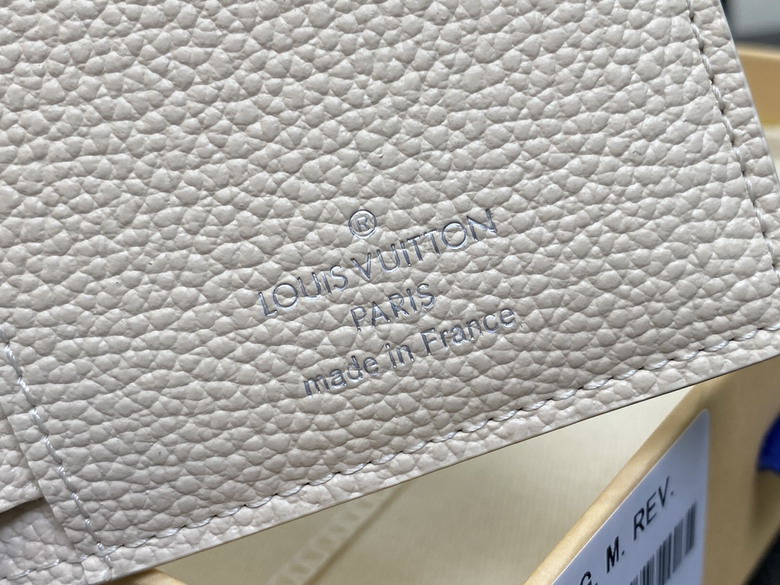 ®
LOUIS VUITTON
PARIS
made in France
G. M. REV.